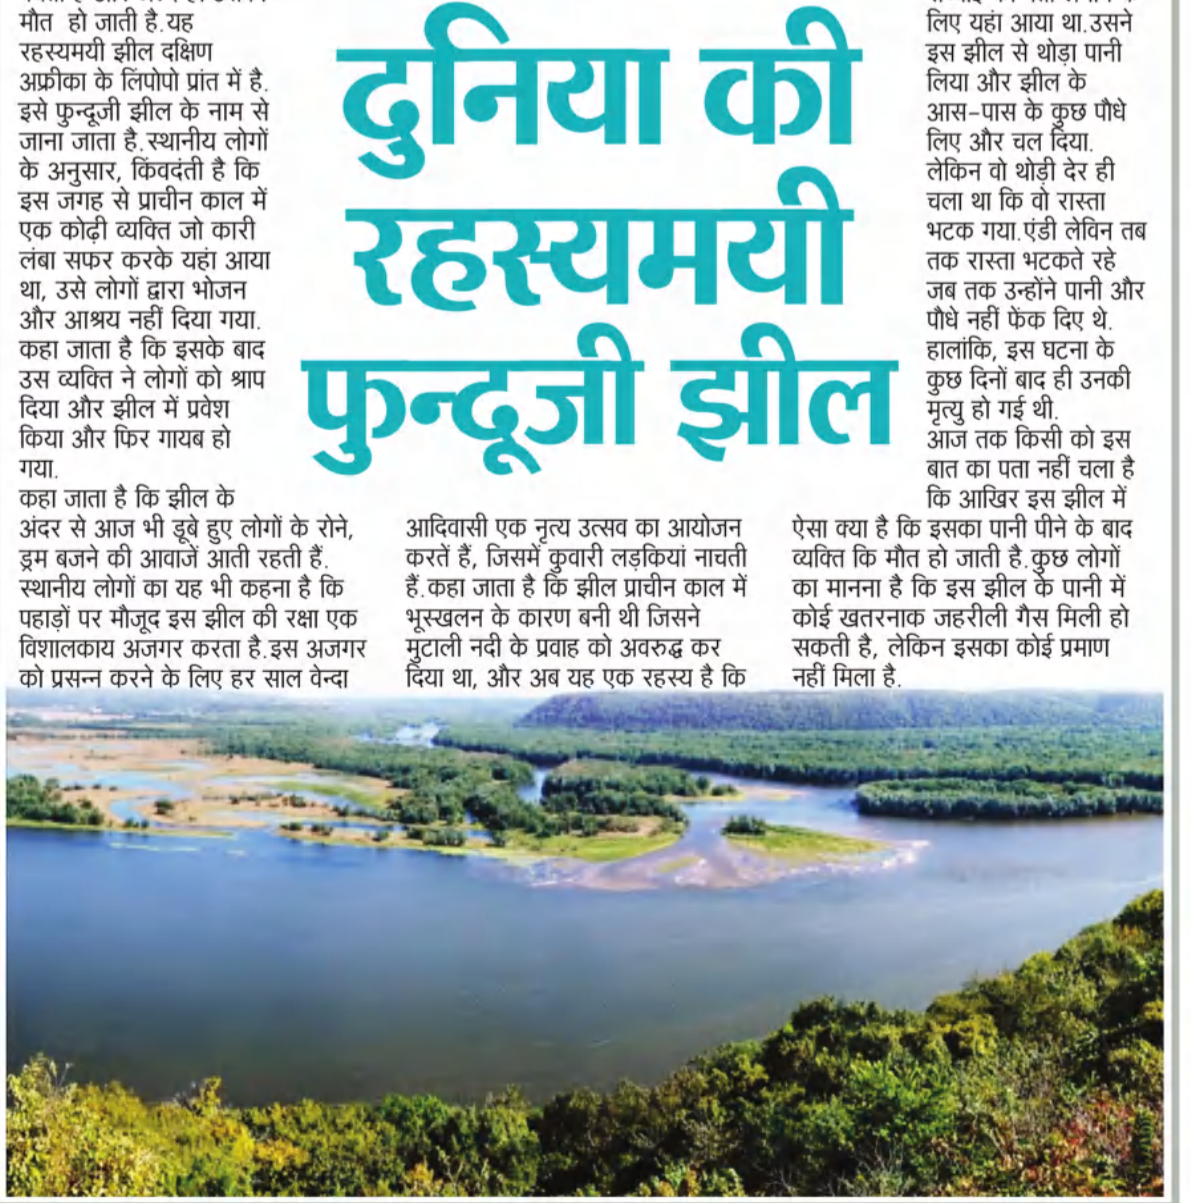 दुनिया की
रहस्यमयी
फुन्दूजी झील
मौत हो जाती है.यह
रहस्यमयी झील दक्षिण
अफ्रीका के लिंपोपो प्रांत में है.
इसे फुन्दूजी झील के नाम से
जाना जाता है.स्थानीय लोगों
के अनुसार, किंवदंती है कि
इस जगह से प्राचीन काल में
एक कोढ़ी व्यक्ति जो कारी
लंबा सफर करके यहां आया
था, उसे लोगों द्वारा भोजन
और आश्रय नहीं दिया गया.
कहा जाता है कि इसके बाद
उस व्यक्ति ने लोगों को श्राप
दिया और झील में प्रवेश
किया और फिर गायब हो
गया.
कहा जाता है कि झील के
अंदर से आज भी डूबे हुए लोगों के रोने,
ड्रम बजने की आवाजें आती रहती हैं.
स्थानीय लोगों का यह भी कहना है कि
पहाड़ों पर मौजूद इस झील की रक्षा एक
विशालकाय अजगर करता है.इस अजगर
को प्रसन्न करने के लिए हर साल वेन्दा
आदिवासी एक नृत्य उत्सव का आयोजन
करते हैं, जिसमें कुवारी लड़कियां नाचती
हैं.कहा जाता है कि झील प्राचीन काल में
भूस्खलन के कारण बनी थी जिसने
मुटाली नदी के प्रवाह को अवरुद्ध कर
दिया था, और अब यह एक रहस्य है कि
लिए यहां आया था.उसने
इस झील से थोड़ा पानी
लिया और झील के
आस-पास के कुछ पौधे
लिए और चल दिया.
लेकिन वो थोड़ी देर ही
चला था कि वो रास्ता
भटक गया.एंडी लेविन तब
तक रास्ता भटकते रहे
जब तक उन्होंने पानी और
पौधे नहीं फेंक दिए थे.
हालांकि, इस घटना के
कुछ दिनों बाद ही उनकी
मृत्यु हो गई थी.
आज तक किसी को इस
बात का पता नहीं चला है
कि आखिर इस झील में
ऐसा क्या है कि इसका पानी पीने के बाद
व्यक्ति कि मौत हो जाती है.कुछ लोगों
का मानना है कि इस झील के पानी में
कोई खतरनाक जहरीली गैस मिली हो
सकती है, लेकिन इसका कोई प्रमाण
नहीं मिला है.